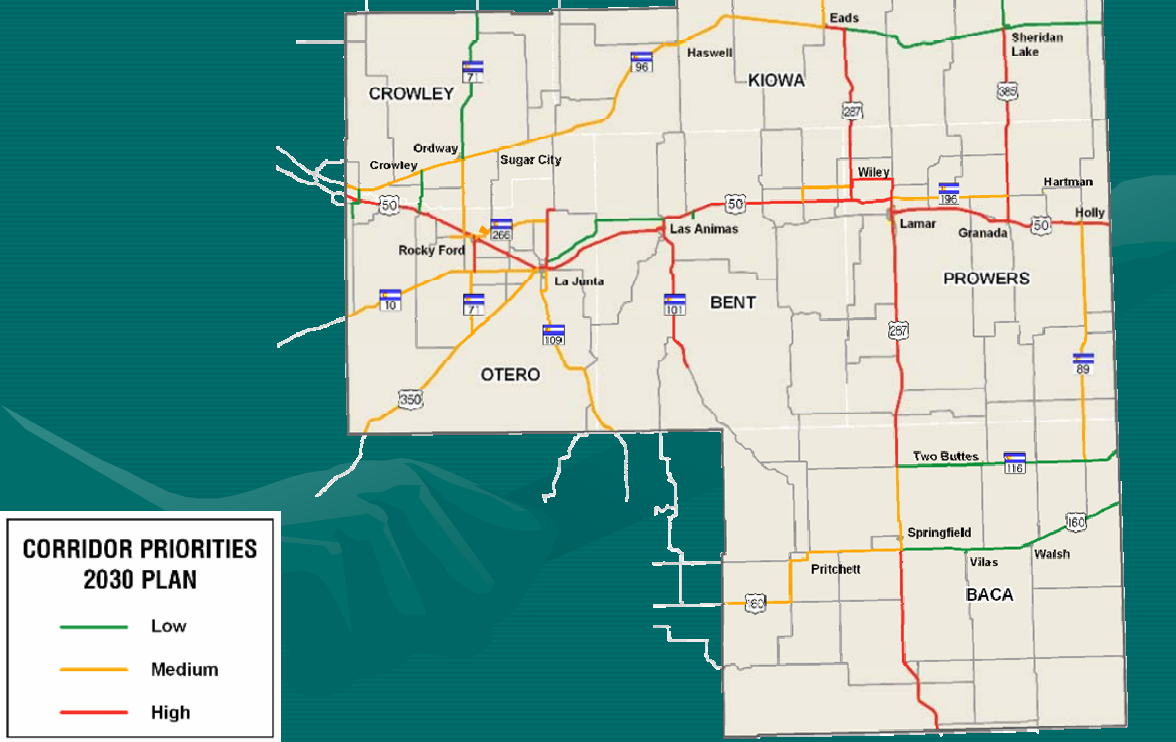 Eads
Sheridan
Lake
Haswell
96
71
KIOWA
CROWLEY
385
287
Ordway
Sugar City
Crowley
Wiley
Hartman
196
50
50
266
Holly
Lamar
Las Animas
Granada
50
Rocky Ford
La Junta
PROWERS
10
71
101
BENT
109
287
89
OTERO
350
Two Buttes
116
160
Springfield
Walsh
Vilas
Pritchett
BACA
160
CORRIDOR PRIORITIES
2030 PLAN
Low
Medium
High